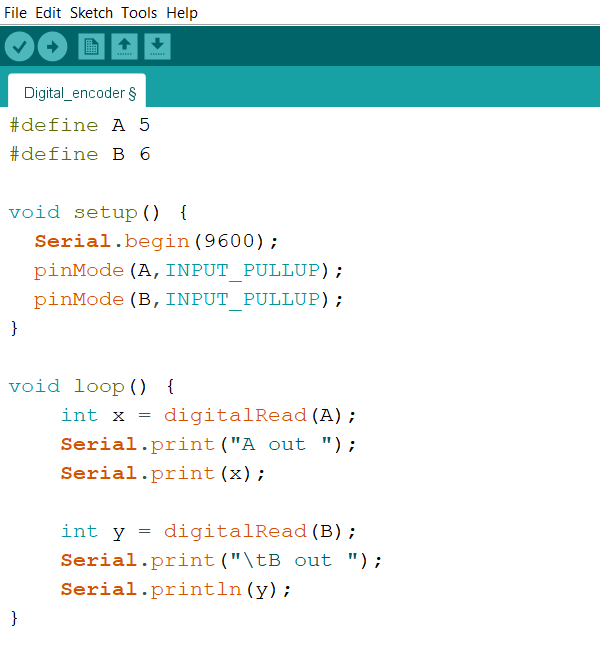 File Edit Sketch Tools Help
Digital_encoder §
#define A 5
#define B 6

void setup() {
  Serial.begin(9600);
  pinMode(A,INPUT_PULLUP);
  pinMode(B,INPUT_PULLUP);
}

void loop() {
    int x = digitalRead(A);
    Serial.print("A out ");
    Serial.print(x);

    int y = digitalRead(B);
    Serial.print("\tB out ");
    Serial.println(y);
}